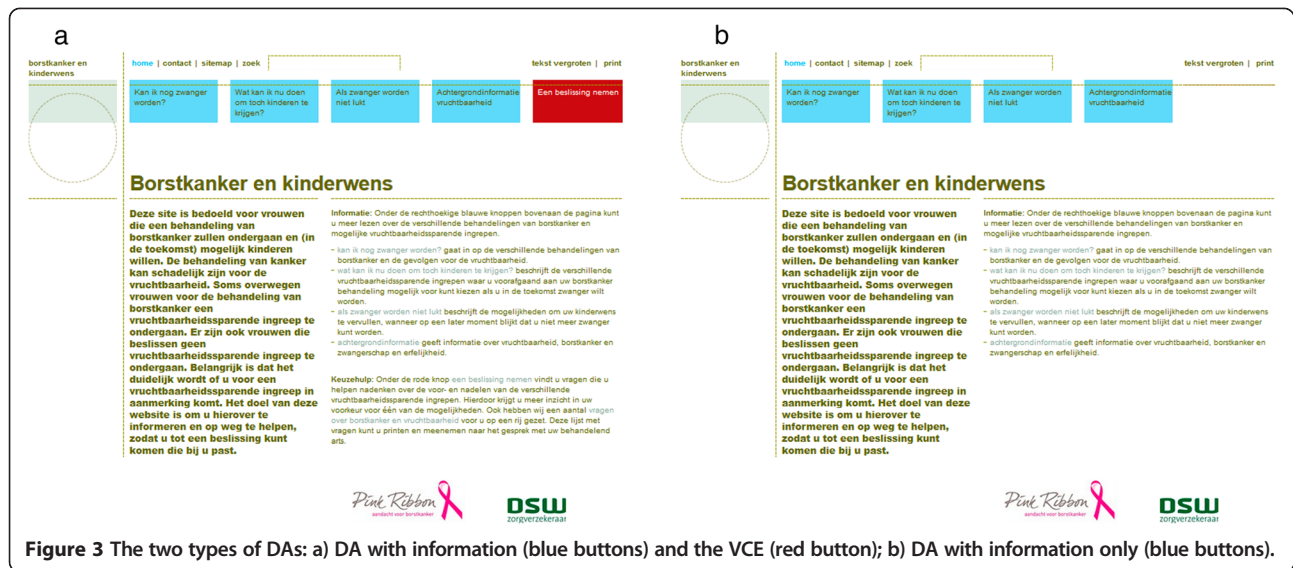 a
borstkanker en
kinderwens
home | contact | sitemap | zoek
tekst vergroten | print
Kan ik nog zwanger
worden?
Wat kan ik nu doen
om toch kinderen te
krijgen?
Als zwanger worden
niet lukt
Achtergrondinformatie
vruchtbaarheid
Een beslissing nemen
Borstkanker en kinderwens
Deze site is bedoeld voor vrouwen
die een behandeling van
borstkanker zullen ondergaan en (in
de toekomst) mogelijk kinderen
willen. De behandeling van kanker
kan schadelijk zijn voor de
vruchtbaarheid. Soms overwegen
vrouwen voor de behandeling van
borstkanker een
vruchtbaarheidssparende ingreep te
ondergaan. Er zijn ook vrouwen die
beslissen geen
vruchtbaarheidssparende ingreep te
ondergaan. Belangrijk is dat het
duidelijk wordt of u voor een
vruchtbaarheidssparende ingreep in
aanmerking komt. Het doel van deze
website is om u hierover te
informeren en op weg te helpen,
zodat u tot een beslissing kunt
komen die bij u past.
Informatie: Onder de rechthoekige blauwe knoppen bovenaan de pagina kunt
u meer lezen over de verschillende behandelingen van borstkanker en
mogelijke vruchtbaarheidssparende ingrepen.
– kan ik nog zwanger worden? gaat in op de verschillende behandelingen van
borstkanker en de gevolgen voor de vruchtbaarheid.
– wat kan ik nu doen om toch kinderen te krijgen? beschrijft de verschillende
vruchtbaarheidssparende ingrepen waar u voorafgaand aan uw borstkanker
behandeling mogelijk voor kunt kiezen als u in de toekomst zwanger wilt
worden.
– als zwanger worden niet lukt beschrijft de mogelijkheden om uw kinderwens
te vervullen, wanneer op een later moment blijkt dat u niet meer zwanger
kunt worden.
– achtergrondinformatie geeft informatie over vruchtbaarheid, borstkanker en
zwangerschap en erfelijkheid.
Keuzehulp: Onder de rode knop een beslissing nemen vindt u vragen die u
helpen nadenken over de voor- en nadelen van de verschillende
vruchtbaarheidssparende ingrepen. Hierdoor krijgt u meer inzicht in uw
voorkeur voor één van de mogelijkheden. Ook hebben wij een aantal vragen
over borstkanker en vruchtbaarheid voor u op een rij gezet. Deze lijst met
vragen kunt u printen en meenemen naar het gesprek met uw behandelend
arts.
Pink Ribbon
aandacht voor borstkanker
DSW
zorgverzekeraar
b
borstkanker en
kinderwens
home | contact | sitemap | zoek
tekst vergroten | print
Kan ik nog zwanger
worden?
Wat kan ik nu doen
om toch kinderen te
krijgen?
Als zwanger worden
niet lukt
Achtergrondinformatie
vruchtbaarheid
Borstkanker en kinderwens
Deze site is bedoeld voor vrouwen
die een behandeling van
borstkanker zullen ondergaan en (in
de toekomst) mogelijk kinderen
willen. De behandeling van kanker
kan schadelijk zijn voor de
vruchtbaarheid. Soms overwegen
vrouwen voor de behandeling van
borstkanker een
vruchtbaarheidssparende ingreep te
ondergaan. Er zijn ook vrouwen die
beslissen geen
vruchtbaarheidssparende ingreep te
ondergaan. Belangrijk is dat het
duidelijk wordt of u voor een
vruchtbaarheidssparende ingreep in
aanmerking komt. Het doel van deze
website is om u hierover te
informeren en op weg te helpen,
zodat u tot een beslissing kunt
komen die bij u past.
Informatie: Onder de rechthoekige blauwe knoppen bovenaan de pagina kunt
u meer lezen over de verschillende behandelingen van borstkanker en
mogelijke vruchtbaarheidssparende ingrepen.
– kan ik nog zwanger worden? gaat in op de verschillende behandelingen van
borstkanker en de gevolgen voor de vruchtbaarheid.
– wat kan ik nu doen om toch kinderen te krijgen? beschrijft de verschillende
vruchtbaarheidssparende ingrepen waar u voorafgaand aan uw borstkanker
behandeling mogelijk voor kunt kiezen als u in de toekomst zwanger wilt
worden.
– als zwanger worden niet lukt beschrijft de mogelijkheden om uw kinderwens
te vervullen, wanneer op een later moment blijkt dat u niet meer zwanger
kunt worden.
– achtergrondinformatie geeft informatie over vruchtbaarheid, borstkanker en
zwangerschap en erfelijkheid.
Pink Ribbon
aandacht voor borstkanker
DSW
zorgverzekeraar
Figure 3 The two types of DAs: a) DA with information (blue buttons) and the VCE (red button); b) DA with information only (blue buttons).